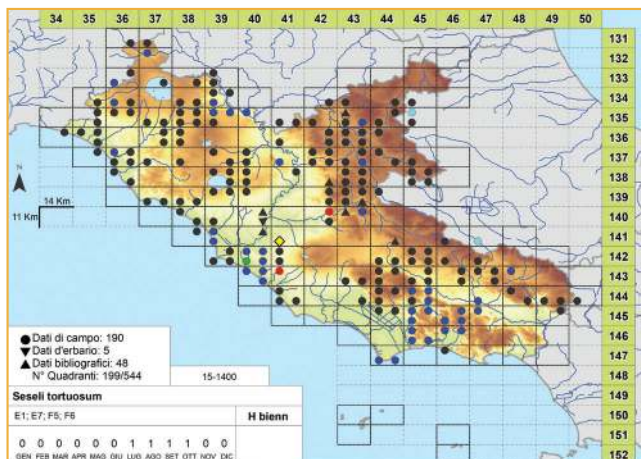 34 35 36 37 38 39 40 41 42 43 44 45 46 47 48 49 50
131
132
133
134
135
136
137
138
139
140
141
142
143
144
145
146
147
148
149
150
151
152
N
14 Km
11 Km
Dati di campo: 190
Dati d'erbario: 5
Dati bibliografici: 48
N° Quadranti: 199/544
15-1400
Seseli tortuosum
E1; E7; F5; F6
H bienn
0 0 0 0 0 0 1 1 1 1 0 0
GEN FEB MAR APR MAG GIU LUG AGO SET OTT NOV DIC